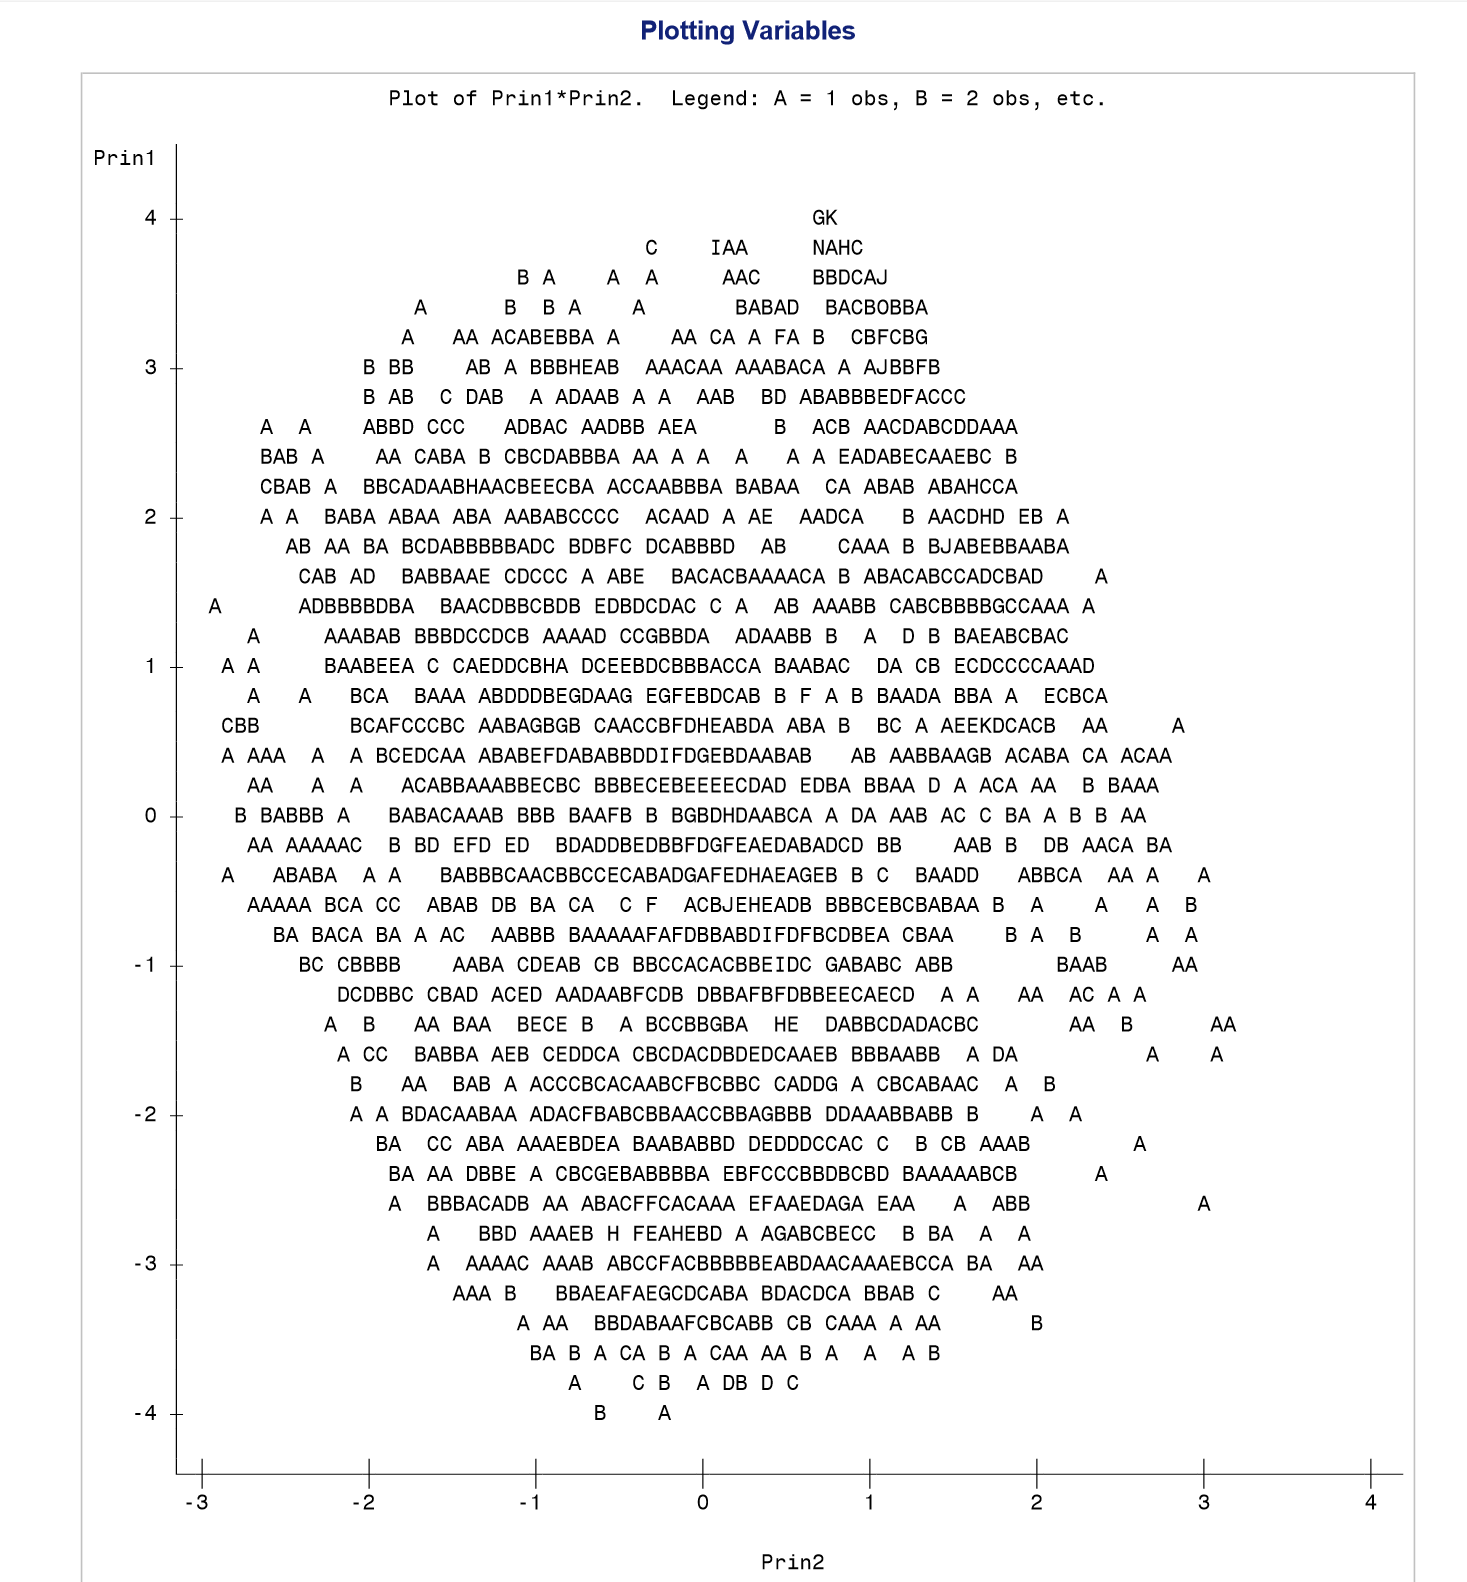 Plotting Variables
Plot of Prin1*Prin2.  Legend: A = 1 obs, B = 2 obs, etc.
Prin1
4 GK
C IAA NAHC
B A A A AAC BBDCAJ
A B B A A BABAD BACBOBBA
A AA ACABEBBA A AA CA A FA B CBFCBG
3 B BB AB A BBBHEAB AAACAA AAABACA A AJBBFB
B AB C DAB A ADAAB A A AAB BD ABABBBEDFACCC
A A ABBD CCC ADBAC AADBB AEA B ACB AACDABCDDAAA
BAB A AA CABA B CBCDABBBA AA A A A A A EADABECAAEBC B
CBAB A BBCADAABHAACBEECBA ACCAABBBA BABAA CA ABAB ABAHCCA
2 A A BABA ABAA ABA AABABCCCC ACAAD A AE AADCA B AACDHD EB A
AB AA BA BCDABBBBBADC BDBFC DCABBBD AB CAAA B BJABEBBAABA
CAB AD BABBAAE CDCCC A ABE BACACBAAAACA B ABACABCCADCBAD A
A ADBBBBDBA BAACDBBCBDB EDBDCDAC C A AB AAABB CABCBBBBGCCAAA A
A AAABAB BBBDCCDCB AAAAD CCGBBDA ADAABB B A D B BAEABCBAC
1 A A BAABEEA C CAEDDCBHA DCEEBDCBBBACCA BAABAC DA CB ECDCCCCAAAD
A A BCA BAAA ABDDDBEGDAAG EGFEBDCAB B F A B BAADA BBA A ECBCA
CBB BCAFCCCBC AABAGBGB CAACCBFDHEABDA ABA B BC A AEEKDCACB AA A
A AAA A A BCEDCAA ABABEFDABABBDDIFDGEBDAABAB AB AABBAAGB ACABA CA ACAA
AA A A ACABBAAABBECBC BBBECEBEEEECDAD EDBA BBAA D A ACA AA B BAAA
0 B BABBB A BABACAAAB BBB BAAFB B BGBDHDAABCA A DA AAB AC C BA A B B AA
AA AAAAAC B BD EFD ED BDADDBEDBBFDGFEAEDABADCD BB AAB B DB AACA BA
A ABABA A A BABBBCAACBBCCECABADGAFEDHAEAGEB B C BAADD ABBCA AA A A
AAAAA BCA CC ABAB DB BA CA C F ACBJEHEADB BBBCEBCBABAA B A A A B
BA BACA BA A AC AABBB BAAAAAFAFDBBABDIFDFBCDBEA CBAA B A B A A
-1 BC CBBBB AABA CDEAB CB BBCCACACBBEIDC GABABC ABB BAAB AA
DCDBBC CBAD ACED AADAABFCDB DBBAFBFDBBEECAECD A A AA AC A A
A B AA BAA BECE B A BCCBBGBA HE DABBCDADACBC AA B AA
A CC BABBA AEB CEDDCA CBCDACDBDEDCAAEB BBBAABB A DA A A
B AA BAB A ACCCBCACAABCFBCBBC CADDG A CBCABAAC A B
-2 A A BDACAABAA ADACFBABCBBAACCBBAGBBB DDAAABBABB B A A
BA CC ABA AAAEBDEA BAABABBD DEDDDCCAC C B CB AAAB A
BA AA DBBE A CBCGEBABBBBA EBFCCCBBDBCBD BAAAAABCB A
A BBBACADB AA ABACFFCACAAA EFAAEDAGA EAA A ABB A
A BBD AAAEB H FEAHEBD A AGABCBECC B BA A A
-3 A AAAAC AAAB ABCCFACBBBBBEABDAACAAAEBCCA BA AA
AAA B BBAEAFAEGCDCABA BDACDCA BBAB C AA
A AA BBDABAAFCBCABB CB CAAA A AA B
BA B A CA B A CAA AA B A A A B
A C B A DB D C
-4 B A
-3 -2 -1 0 1 2 3 4
Prin2